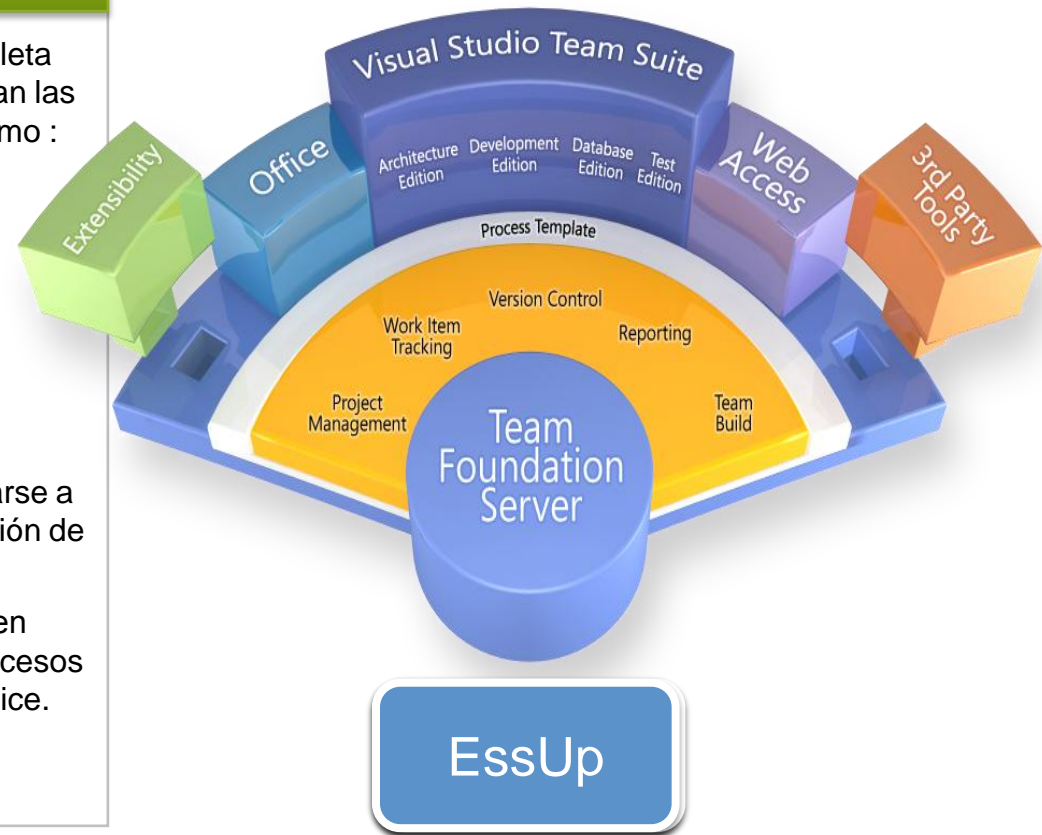 leta
an las
mo :
arse a
ión de
en
cesos
ice.
Visual Studio Team Suite
Extensibility
Office
Architecture
Edition
Development
Edition
Database
Edition
Test
Edition
Web
Access
3rd Party
Tools
Process Template
Version Control
Work Item
Tracking
Reporting
Project
Management
Team
Build
Team
Foundation
Server
EssUp